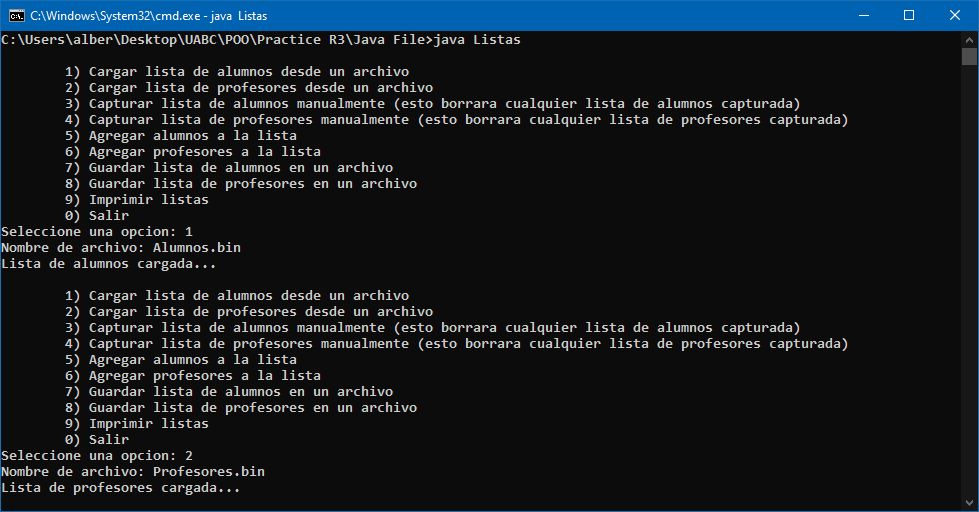 C:\Windows\System32\cmd.exe - java  Listas
C:\Users\alber\Desktop\UABC\POO\Practice R3\Java File>java Listas
1) Cargar lista de alumnos desde un archivo
2) Cargar lista de profesores desde un archivo
3) Capturar lista de alumnos manualmente (esto borrara cualquier lista de alumnos capturada)
4) Capturar lista de profesores manualmente (esto borrara cualquier lista de profesores capturada)
5) Agregar alumnos a la lista
6) Agregar profesores a la lista
7) Guardar lista de alumnos en un archivo
8) Guardar lista de profesores en un archivo
9) Imprimir listas
0) Salir
Seleccione una opcion: 1
Nombre de archivo: Alumnos.bin
Lista de alumnos cargada...
1) Cargar lista de alumnos desde un archivo
2) Cargar lista de profesores desde un archivo
3) Capturar lista de alumnos manualmente (esto borrara cualquier lista de alumnos capturada)
4) Capturar lista de profesores manualmente (esto borrara cualquier lista de profesores capturada)
5) Agregar alumnos a la lista
6) Agregar profesores a la lista
7) Guardar lista de alumnos en un archivo
8) Guardar lista de profesores en un archivo
9) Imprimir listas
0) Salir
Seleccione una opcion: 2
Nombre de archivo: Profesores.bin
Lista de profesores cargada...